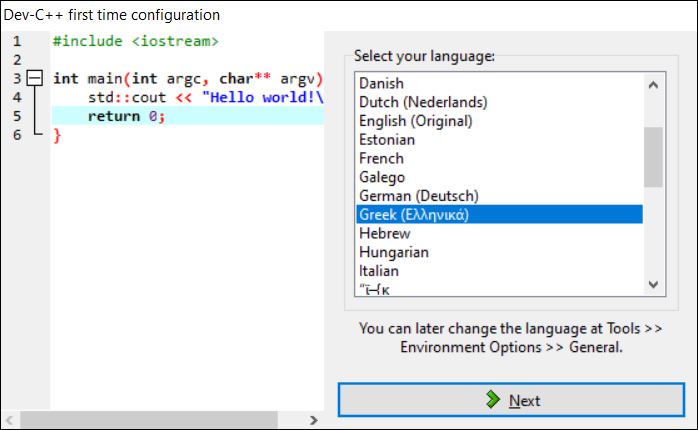 Dev-C++ first time configuration
1 #include <iostream>
2
3 int main(int argc, char** argv)
4 std::cout << "Hello world!\
5 return 0;
6 }
Select your language:
Danish
Dutch (Nederlands)
English (Original)
Estonian
French
Galego
German (Deutsch)
Greek (Ελληνικά)
Hebrew
Hungarian
Italian
You can later change the language at Tools >>
Environment Options >> General.
Next